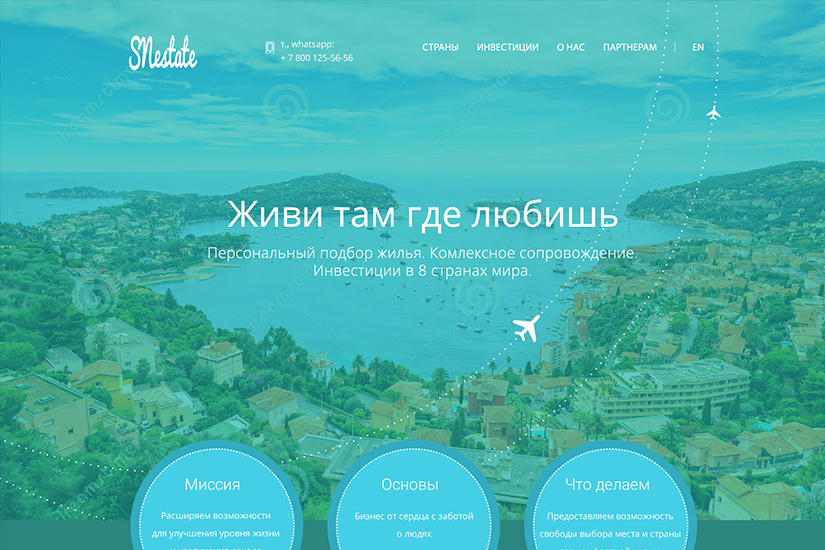 SNestate
т., whatsapp:
+ 7 800 125-56-56
СТРАНЫ
ИНВЕСТИЦИИ
О НАС
ПАРТНЕРАМ
|
EN
Живи там где любишь
Персональный подбор жилья. Комлексное сопровождение.
Инвестиции в 8 странах мира.
Миссия
Расширяем возможности
для улучшения уровня жизни
Основы
Бизнес от сердца с заботой
о людях
Что делаем
Предоставляем возможность
свободы выбора места и страны